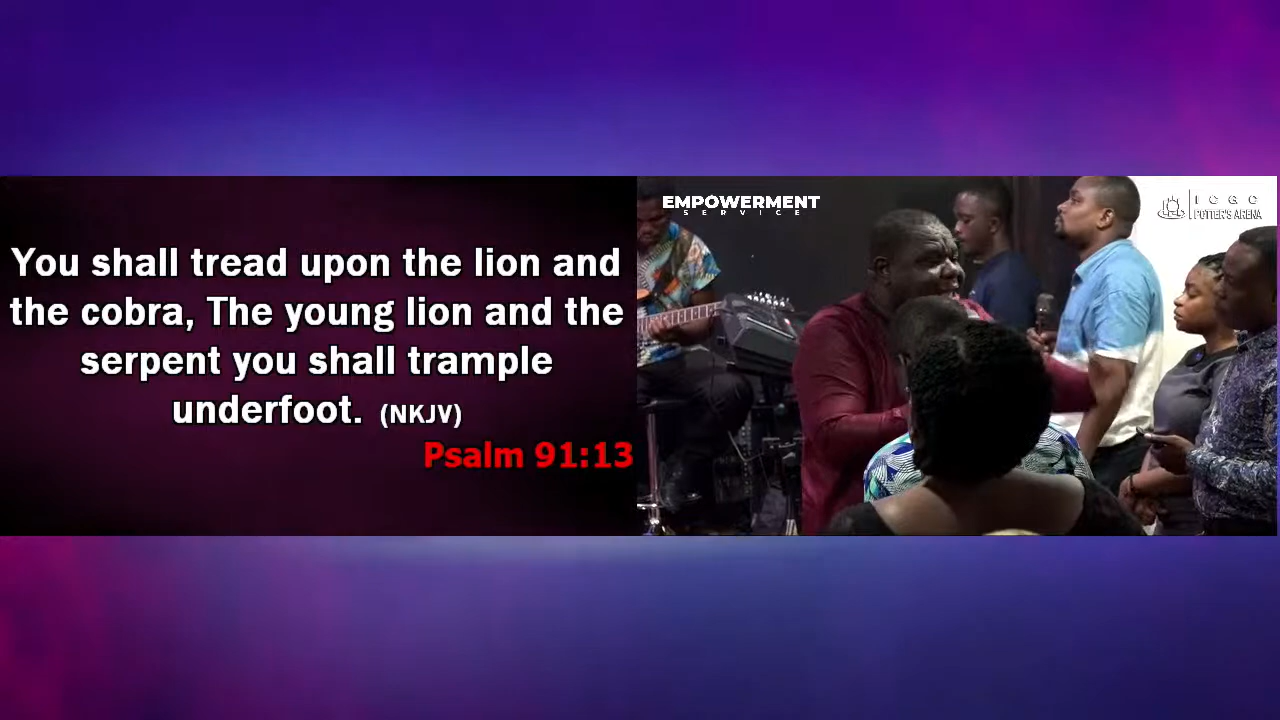 You shall tread upon the lion and
the cobra, The young lion and the
serpent you shall trample
underfoot. (NKJV)
Psalm 91:13
EMPOWERMENT
SERVICE
ICGC
POTTER'S ARENA